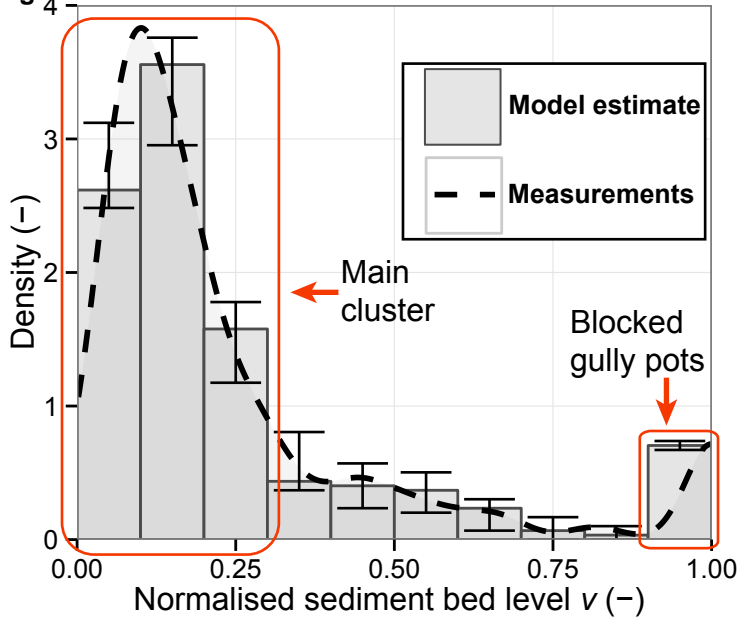 4
3
2
1
0
Density (−)
Model estimate
Measurements
Main
cluster
Blocked
gully pots
0.00 0.25 0.50 0.75 1.00
Normalised sediment bed level v (−)